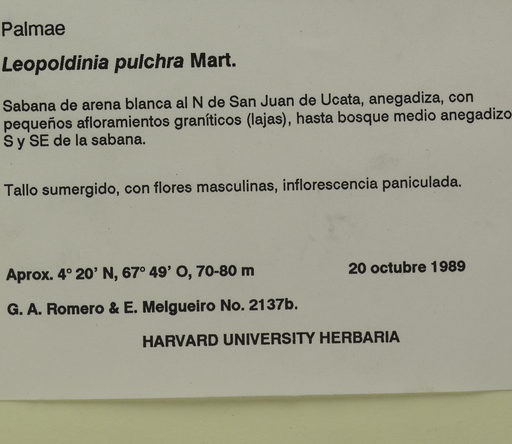 Palmae
Leopoldinia pulchra Mart.
Sabana de arena blanca al N de San Juan de Ucata, anegadiza, con
pequeños afloramientos graníticos (lajas), hasta bosque medio anegadizo
S y SE de la sabana.
Tallo sumergido, con flores masculinas, inflorescencia paniculada.
Aprox. 4° 20' N, 67° 49' O, 70-80 m 20 octubre 1989
G. A. Romero & E. Melgueiro No. 2137b.
HARVARD UNIVERSITY HERBARIA